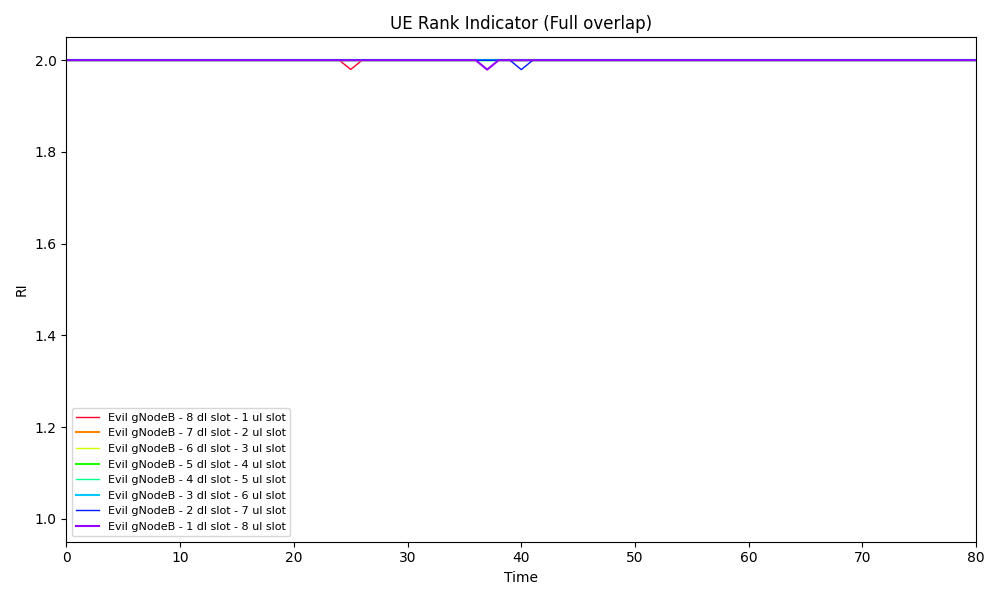 UE Rank Indicator (Full overlap)
RI
2.0
1.8
1.6
1.4
1.2
1.0
Evil gNodeB - 8 dl slot - 1 ul slot
Evil gNodeB - 7 dl slot - 2 ul slot
Evil gNodeB - 6 dl slot - 3 ul slot
Evil gNodeB - 5 dl slot - 4 ul slot
Evil gNodeB - 4 dl slot - 5 ul slot
Evil gNodeB - 3 dl slot - 6 ul slot
Evil gNodeB - 2 dl slot - 7 ul slot
Evil gNodeB - 1 dl slot - 8 ul slot
0 10 20 30 40 50 60 70 80
Time